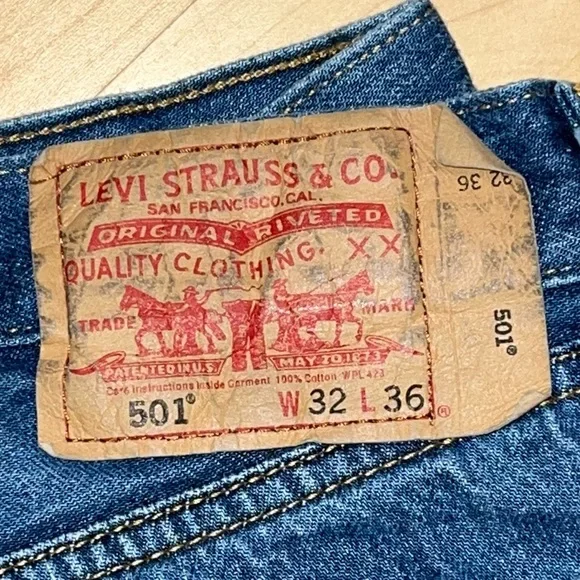 LEVI STRAUSS & CO.
SAN FRANCISCO, CAL.
ORIGINAL RIVETED
QUALITY CLOTHING. XX
TRADE MARK
PATENTED IN U.S. MAY 20 1873
Care Instructions Inside Garment 100% Cotton WPL 423
501® W 32 L 36 ®
32 36
501®